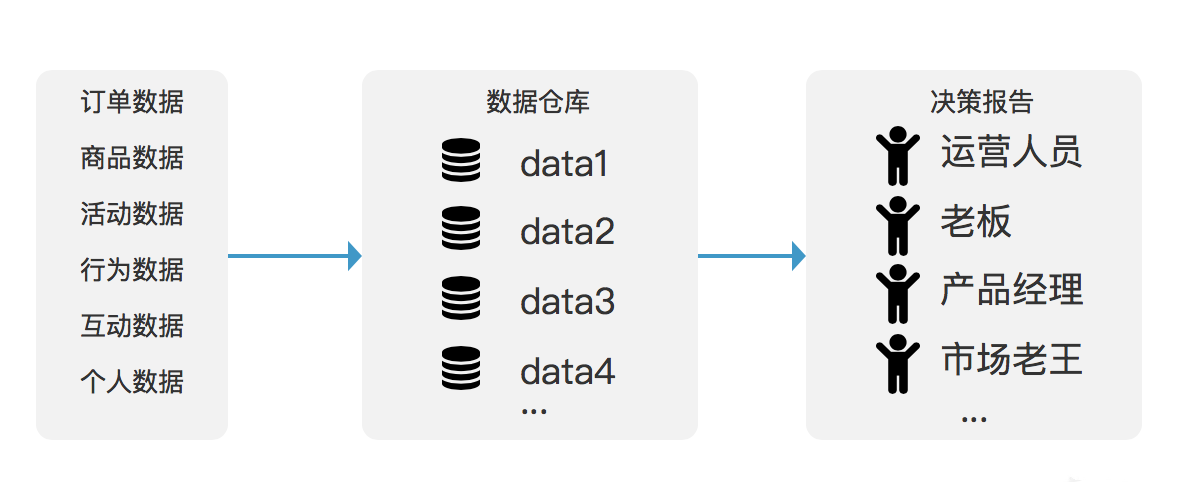 订单数据
商品数据
活动数据
行为数据
互动数据
个人数据
数据仓库
data1
data2
data3
data4
...
决策报告
运营人员
老板
产品经理
市场老王
...